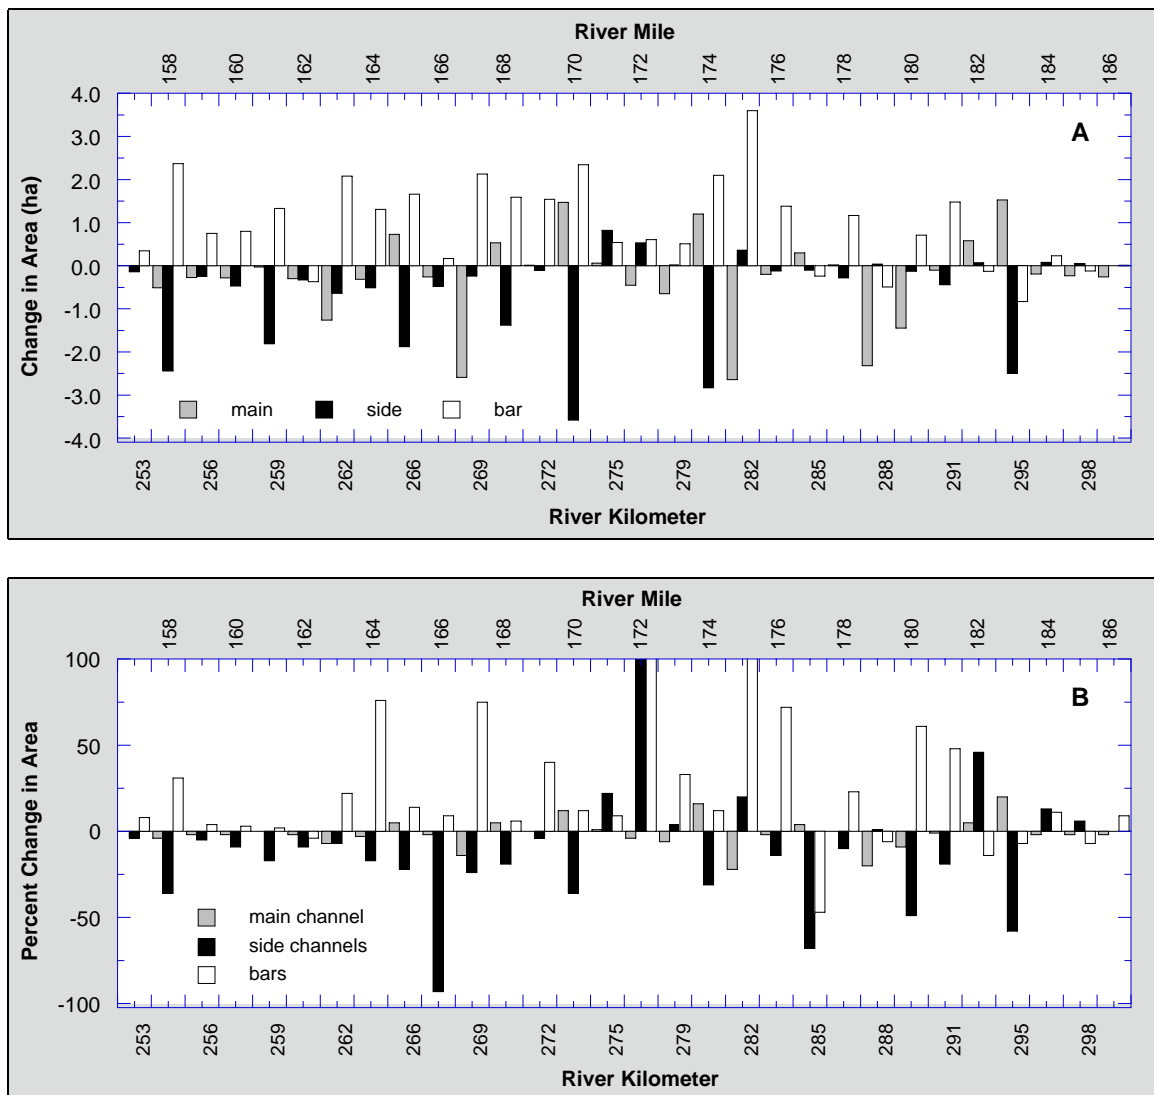 River Mile
158 160 162 164 166 168 170 172 174 176 178 180 182 184 186
A
Change in Area (ha)
4.0
3.0
2.0
1.0
0.0
-1.0
-2.0
-3.0
-4.0
main side bar
253 256 259 262 266 269 272 275 279 282 285 288 291 295 298
River Kilometer
River Mile
158 160 162 164 166 168 170 172 174 176 178 180 182 184 186
B
Percent Change in Area
100
50
0
-50
-100
main channel
side channels
bars
253 256 259 262 266 269 272 275 279 282 285 288 291 295 298
River Kilometer